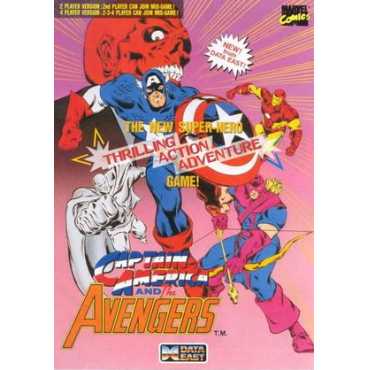 2 PLAYER VERSION : 2nd PLAYER CAN JOIN MID-GAME!
4 PLAYER VERSION : 2-3-4 PLAYER CAN JOIN MID-GAME!
MARVEL
Comics
NEW!
from
DATA EAST!
THE NEW SUPER HERO
THRILLING
ACTION
ADVENTURE
GAME!
CAPTAIN
AMERICA
AND The
AVENGERS T.M.
DATA
EAST